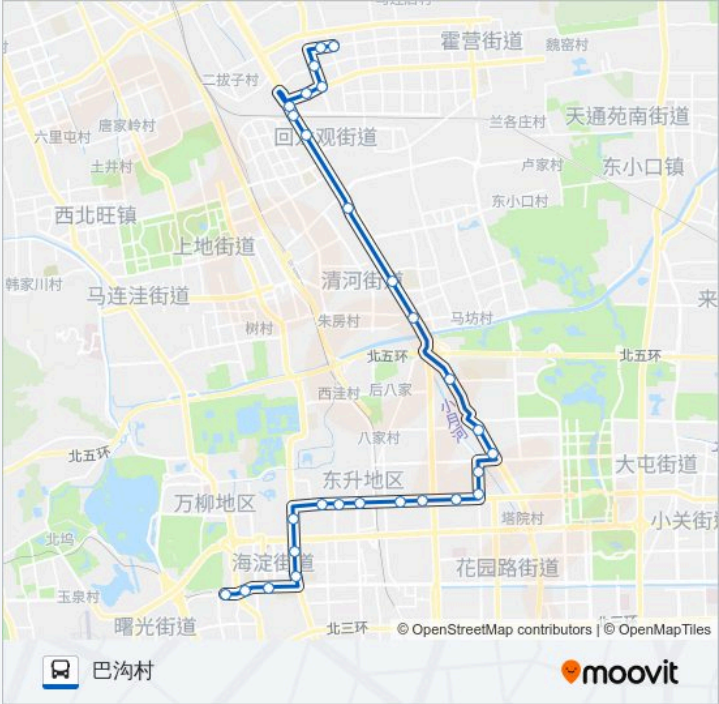 霍营街道
魏窑村
二拔子村
兰各庄村
天通苑南街道
唐家岭村
六里屯村
土井村
卢家村
东小口镇
东小口村
西北旺镇
上地街道
韩家川村
清河街道
马连洼街道
来
朱房村
马坊村
树村
北五环
北五环
西洼村
后八家
八家村
北五环
大屯街道
东升地区
万柳地区
塔院村
小关街道
北坞
海淀街道
花园路街道
玉泉村
曙光街道
北三环
© OpenStreetMap contributors | © OpenMapTiles
巴沟村
moovit